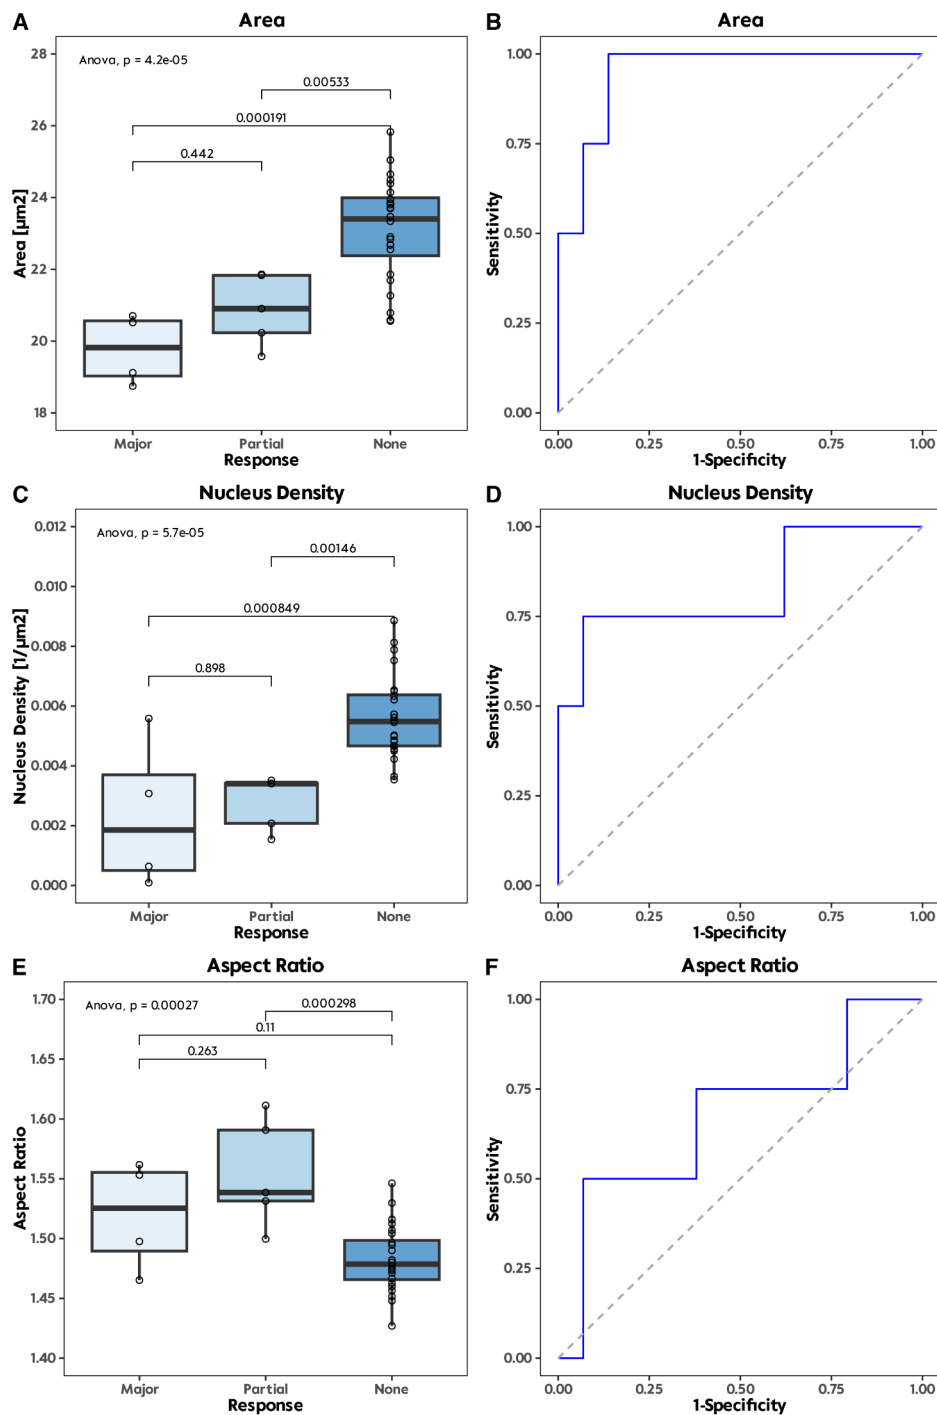 A
Area
Anova, p = 4.2e-05
0.00533
0.000191
0.442
28
26
24
22
20
18
Area [µm2]
Major
Partial
None
Response
B
Area
1.00
0.75
0.50
0.25
0.00
Sensitivity
0.00
0.25
0.50
0.75
1.00
1-Specificity
C
Nucleus Density
Anova, p = 5.7e-05
0.00146
0.000849
0.898
0.012
0.010
0.008
0.006
0.004
0.002
0.000
Nucleus Density [1/µm2]
Major
Partial
None
Response
D
Nucleus Density
1.00
0.75
0.50
0.25
0.00
Sensitivity
0.00
0.25
0.50
0.75
1.00
1-Specificity
E
Aspect Ratio
Anova, p = 0.00027
0.000298
0.11
0.263
1.70
1.65
1.60
1.55
1.50
1.45
1.40
Aspect Ratio
Major
Partial
None
Response
F
Aspect Ratio
1.00
0.75
0.50
0.25
0.00
Sensitivity
0.00
0.25
0.50
0.75
1.00
1-Specificity